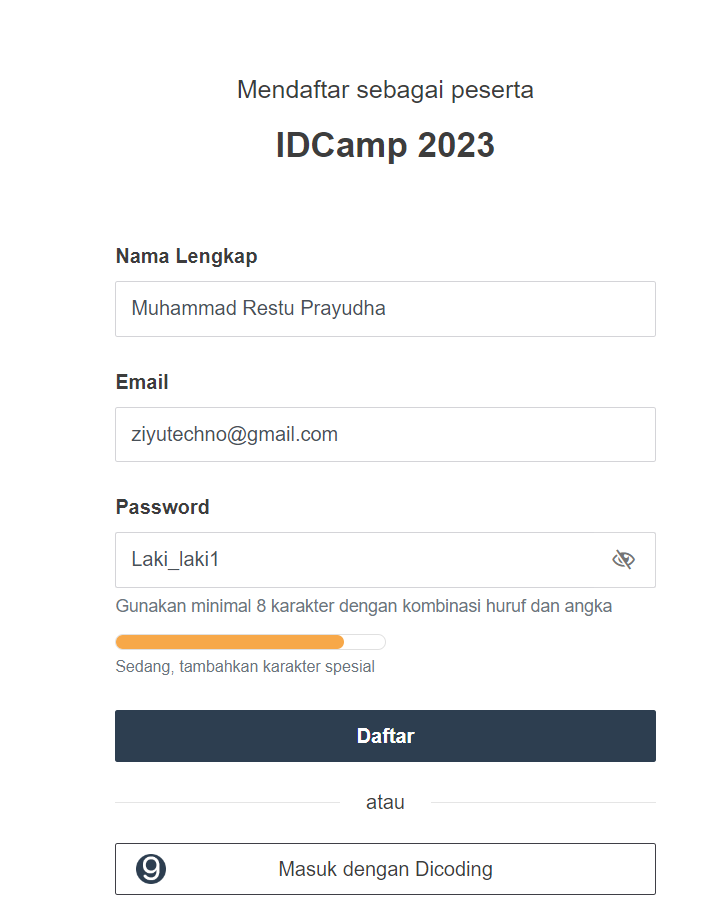 Mendaftar sebagai peserta
IDCamp 2023
Nama Lengkap
Muhammad Restu Prayudha
Email
ziyutechno@gmail.com
Password
Laki_laki1
Gunakan minimal 8 karakter dengan kombinasi huruf dan angka
Sedang, tambahkan karakter spesial
Daftar
atau
Masuk dengan Dicoding